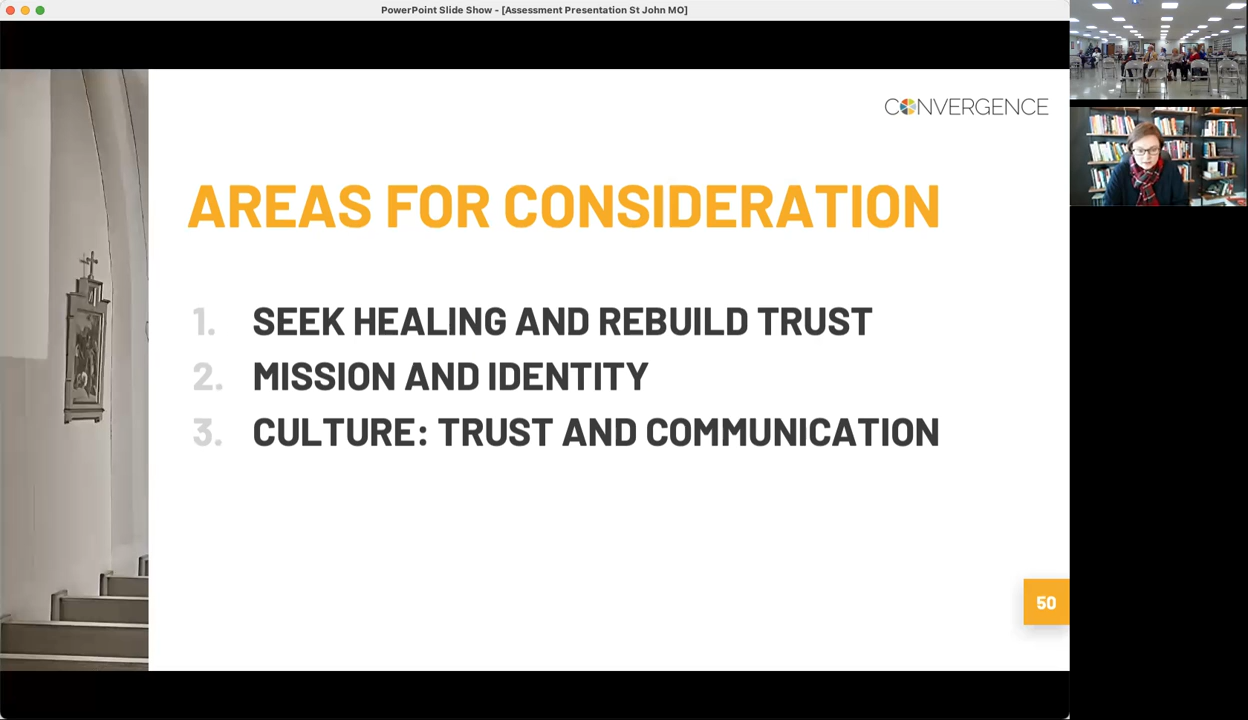 PowerPoint Slide Show - [Assessment Presentation St John MO]
CONVERGENCE
AREAS FOR CONSIDERATION
1. SEEK HEALING AND REBUILD TRUST
2. MISSION AND IDENTITY
3. CULTURE: TRUST AND COMMUNICATION
50